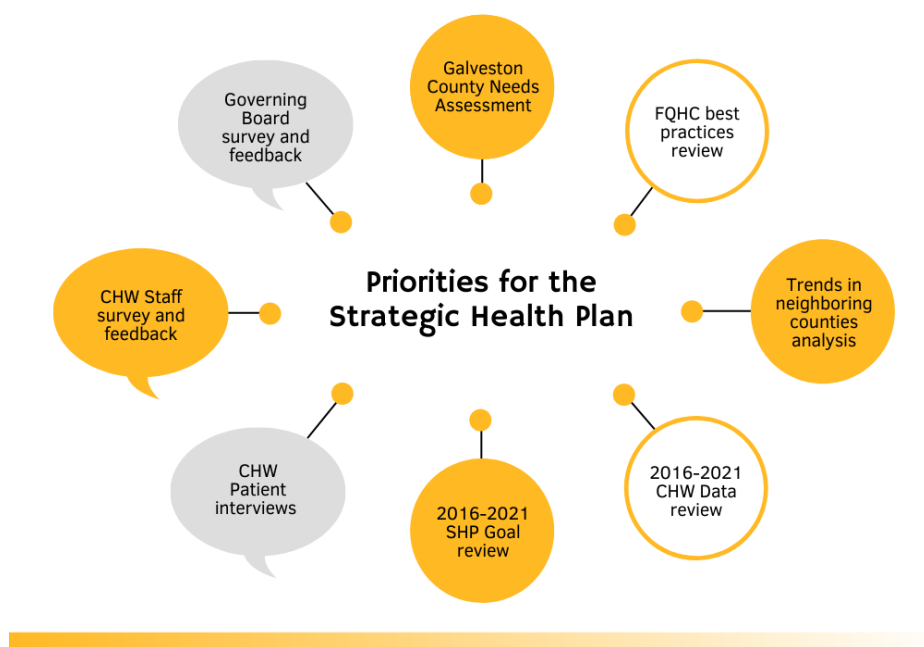 Galveston
County Needs
Assessment
Governing
Board
survey and
feedback
FQHC best
practices
review
Priorities for the
Strategic Health Plan
CHW Staff
survey and
feedback
Trends in
neighboring
counties
analysis
CHW
Patient
interviews
2016-2021
SHP Goal
review
2016-2021
CHW Data
review